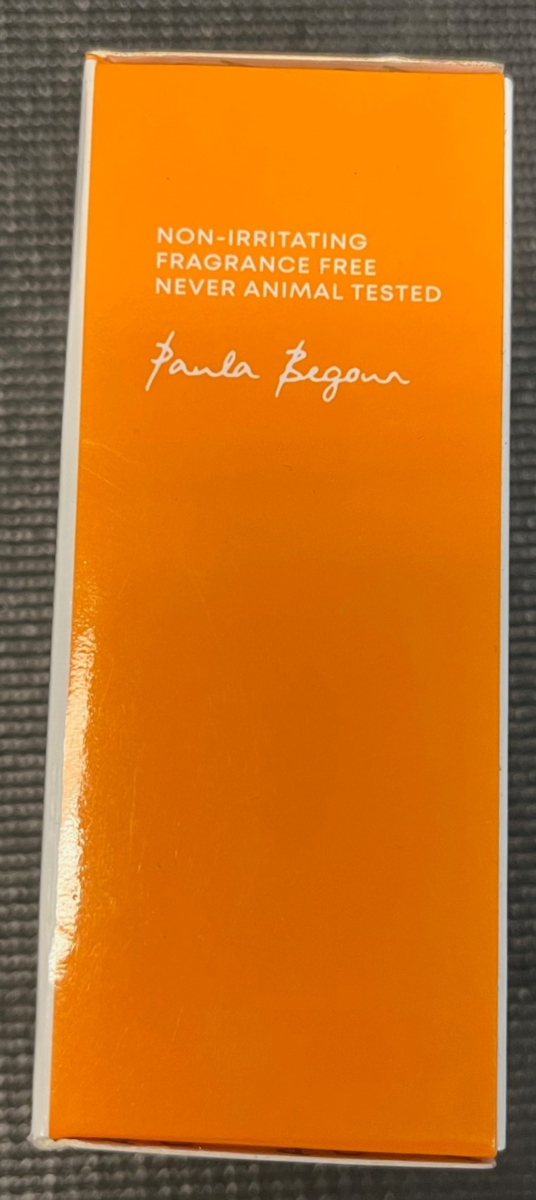 NON-IRRITATING
FRAGRANCE FREE
NEVER ANIMAL TESTED
Paula Begoun